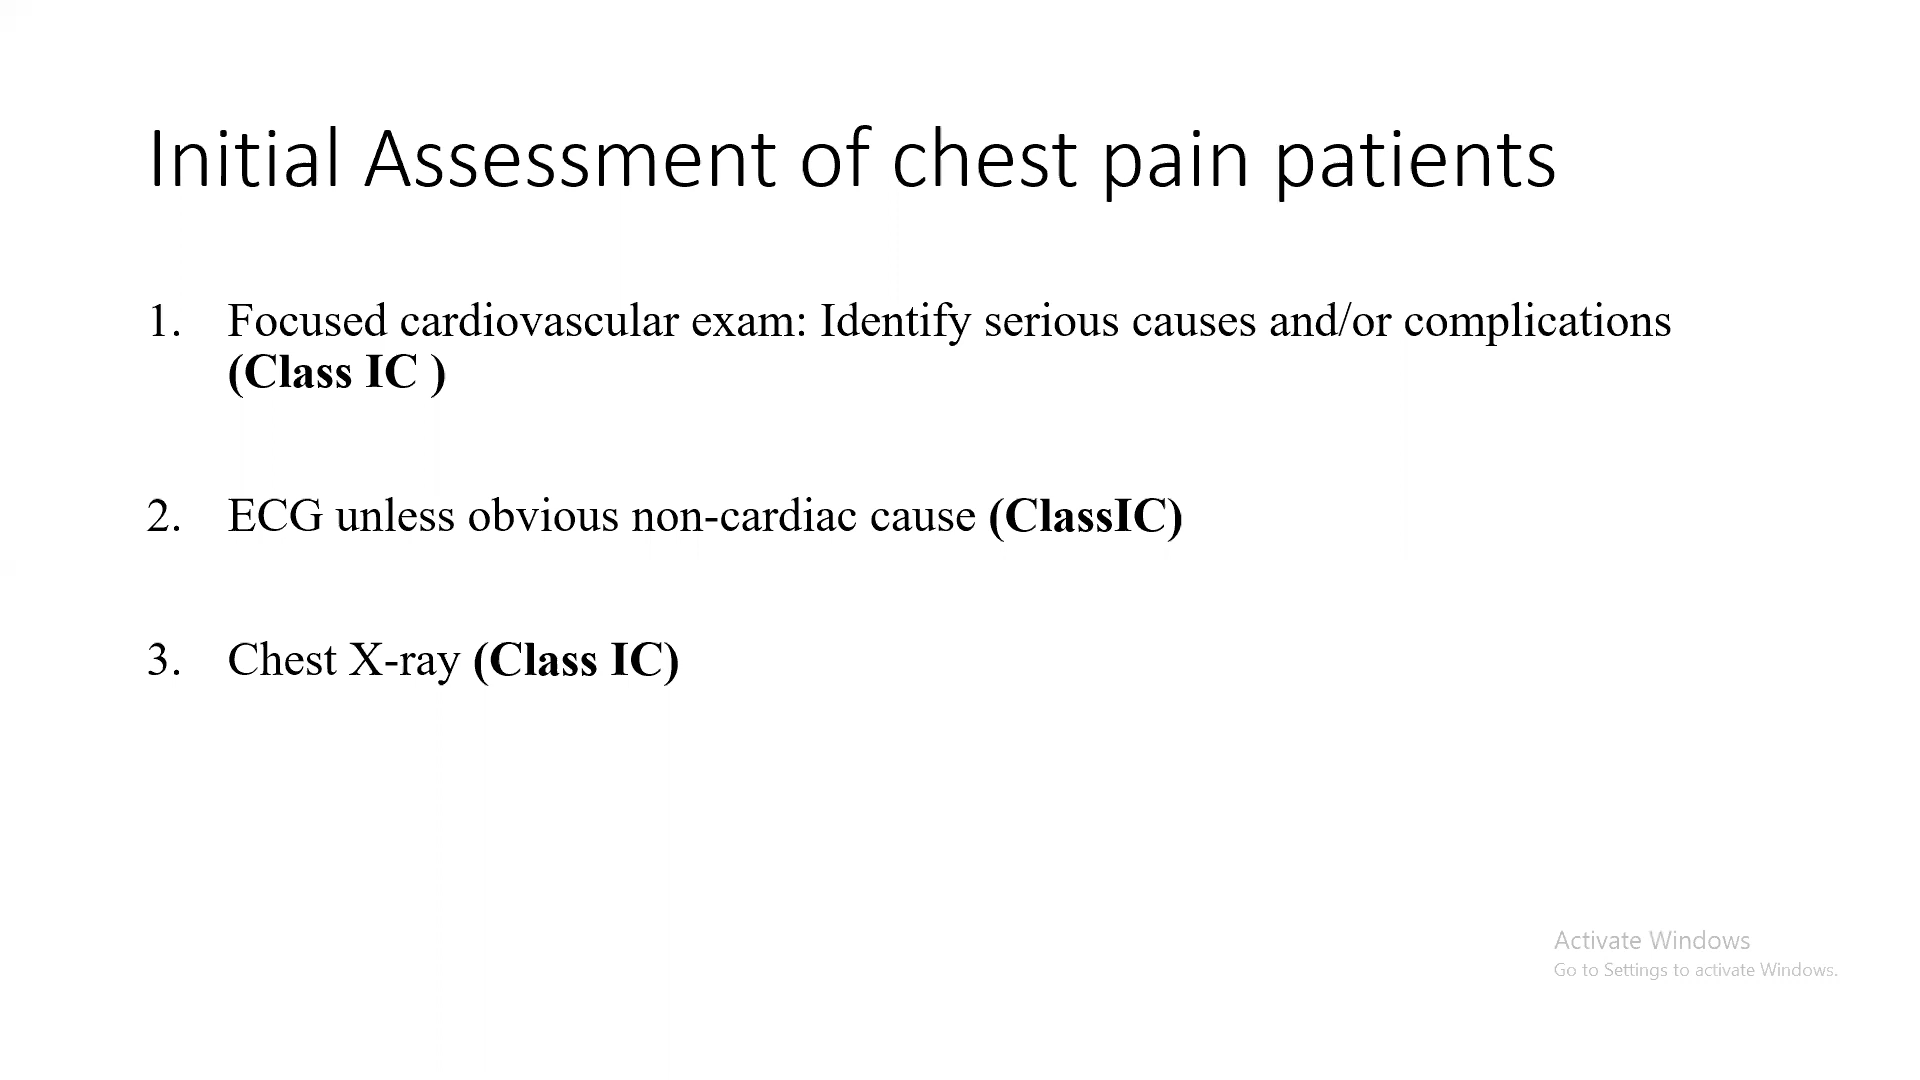 Initial Assessment of chest pain patients
1. Focused cardiovascular exam: Identify serious causes and/or complications
(Class IC )
2. ECG unless obvious non-cardiac cause (ClassIC)
3. Chest X-ray (Class IC)
Activate Windows
Go to Settings to activate Windows.